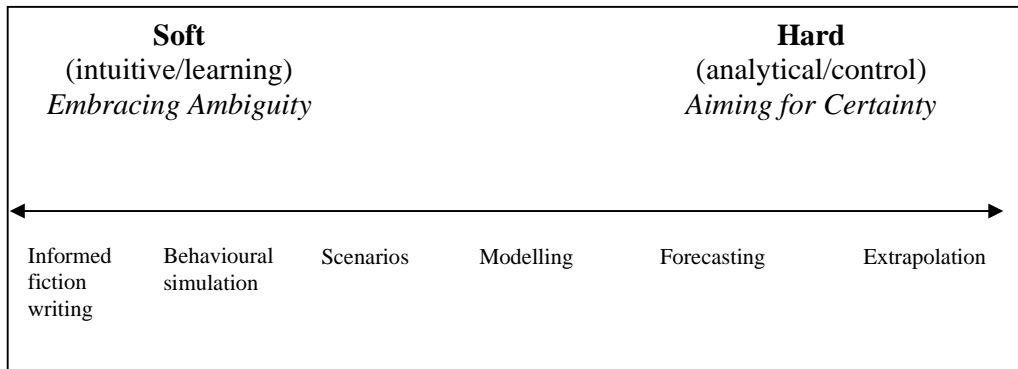 Soft
(intuitive/learning)
Embracing Ambiguity
Hard
(analytical/control)
Aiming for Certainty
Informed
fiction
writing
Behavioural
simulation
Scenarios
Modelling
Forecasting
Extrapolation